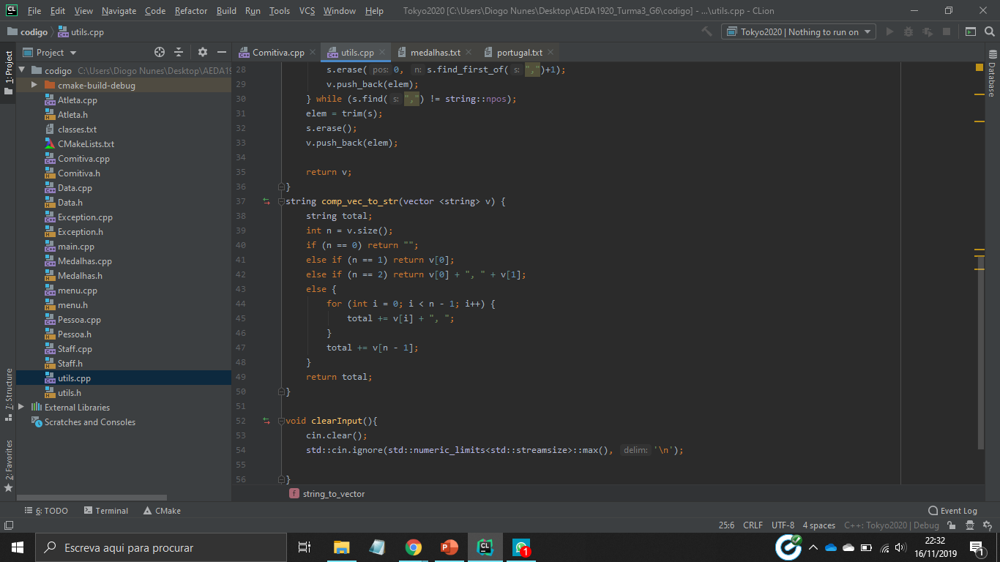 File Edit View Navigate Code Refactor Build Run Tools VCS Window Help Tokyo2020 [C:\Users\Diogo Nunes\Desktop\AEDA1920_Turma3_G6\codigo] - ...\utils.cpp - CLion
codigo utils.cpp Tokyo2020 | Nothing to run on
Project Comitiva.cpp utils.cpp medalhas.txt portugal.txt
1: Project
7: Structure
2: Favorites
Database
codigo C:\Users\Diogo Nunes\Desktop\AEDA19
cmake-build-debug
Atleta.cpp
Atleta.h
classes.txt
CMakeLists.txt
Comitiva.cpp
Comitiva.h
Data.cpp
Data.h
Exception.cpp
Exception.h
main.cpp
Medalhas.cpp
Medalhas.h
menu.cpp
menu.h
Pessoa.cpp
Pessoa.h
Staff.cpp
Staff.h
utils.cpp
utils.h
External Libraries
Scratches and Consoles
28 s.erase( pos: 0, n: s.find_first_of( s: ",")+1);
29 v.push_back(elem);
30 } while (s.find( s: ",") != string::npos);
31 elem = trim(s);
32 s.erase();
33 v.push_back(elem);
34
35 return v;
36 }
37 string comp_vec_to_str(vector <string> v) {
38 string total;
39 int n = v.size();
40 if (n == 0) return "";
41 else if (n == 1) return v[0];
42 else if (n == 2) return v[0] + ", " + v[1];
43 else {
44 for (int i = 0; i < n - 1; i++) {
45 total += v[i] + ", ";
46 }
47 total += v[n - 1];
48 }
49 return total;
50 }
51
52 void clearInput(){
53 cin.clear();
54 std::cin.ignore(std::numeric_limits<std::streamsize>::max(), delim: '\n');
55
56 }
f string_to_vector
6: TODO Terminal CMake Event Log
25:6 CRLF UTF-8 4 spaces C++: Tokyo2020 | Debug
Escreva aqui para procurar
22:32
16/11/2019
1
1